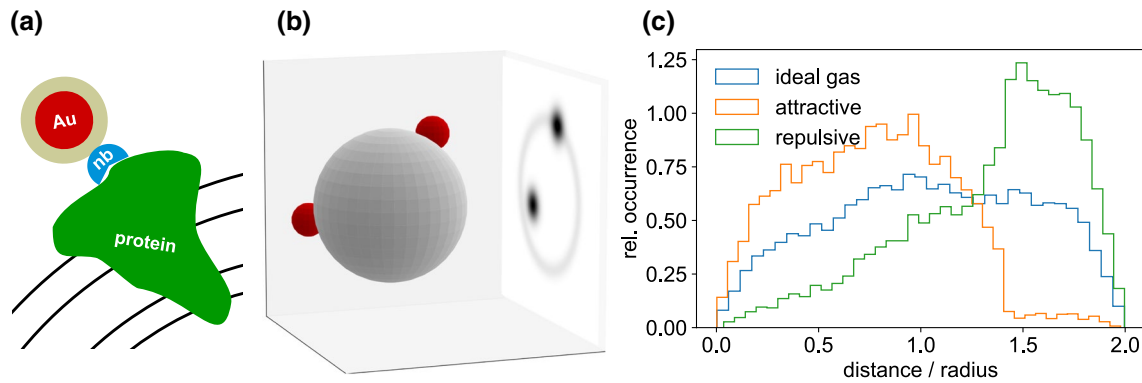 (a)
Au
nb
protein
(b)
(c)
rel. occurrence
1.25
1.00
0.75
0.50
0.25
0.00
ideal gas
attractive
repulsive
0.0 0.5 1.0 1.5 2.0
distance / radius